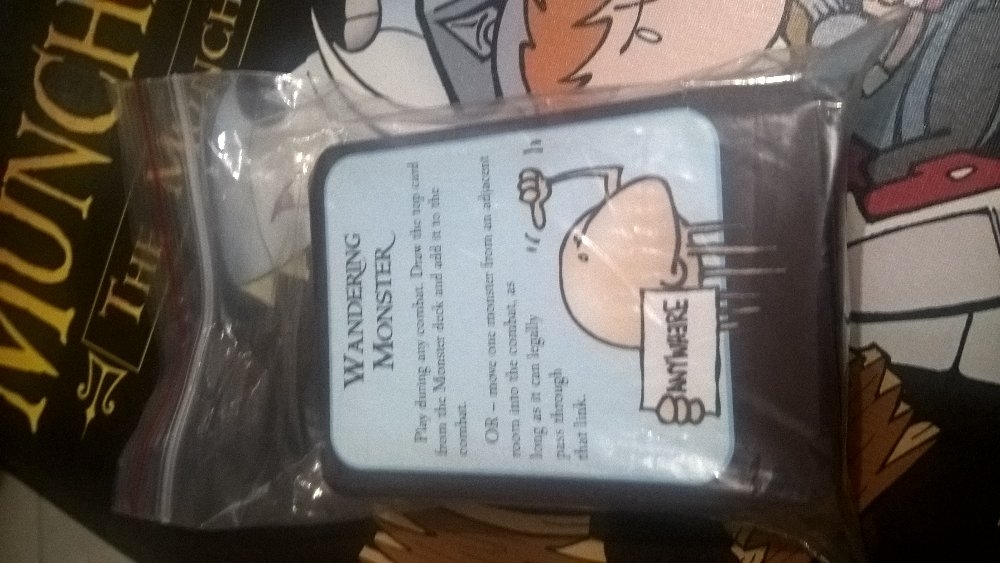 MUNCH
THE
NCH
WANDERING
MONSTER
Play during any combat. Draw the top card
from the Monster deck and add it to the
combat.
OR – move one monster from an adjacent
room into the combat, as
long as it can legally
pass through
that link.
ANYWHERE